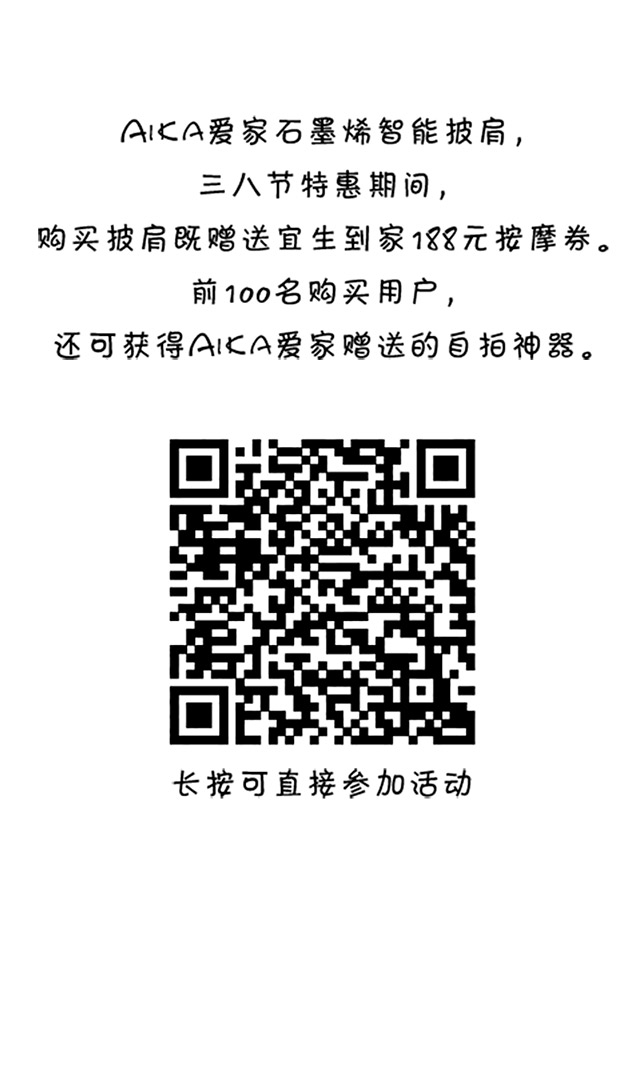 AIKA爱家石墨烯智能披肩，
三八节特惠期间，
购买披肩既赠送宜生到家188元按摩券。
前100名购买用户，
还可获得AIKA爱家赠送的自拍神器。
长按可直接参加活动